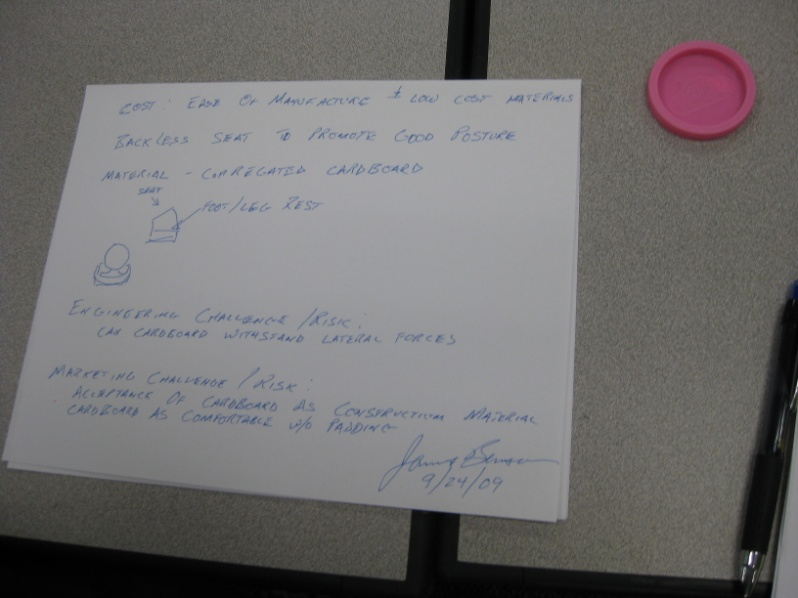 COST: EASE OF MANUFACTURE & LOW COST MATERIALS
BACKLESS SEAT TO PROMOTE GOOD POSTURE
MATERIAL - CORREGATED CARDBOARD
SEAT
FOOT/LEG REST
ENGINEERING CHALLENGE/RISK:
CAN CARDBOARD WITHSTAND LATERAL FORCES
MARKETING CHALLENGE/RISK:
ACCEPTANCE OF CARDBOARD AS CONSTRUCTION MATERIAL
CARDBOARD AS COMFORTABLE W/O PADDING
9/24/09